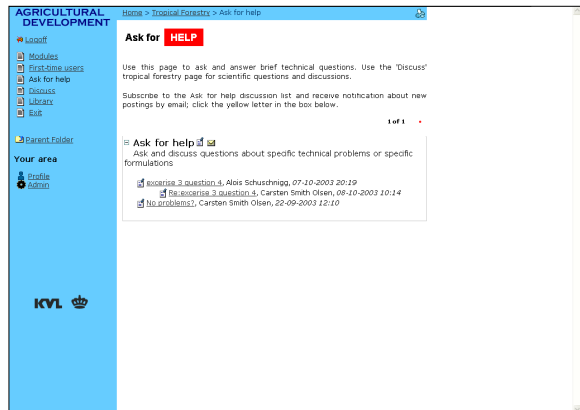 AGRICULTURAL
DEVELOPMENT
Logoff
Modules
First-time users
Ask for help
Discuss
Library
Exit
Parent Folder
Your area
Profile
Admin
KVL
Home > Tropical Forestry > Ask for help
Ask for HELP
Use this page to ask and answer brief technical questions. Use the 'Discuss'
tropical forestry page for scientific questions and discussions.
Subscribe to the Ask for help discussion list and receive notification about new
postings by email; click the yellow letter in the box below.
1 of 1
Ask for help
Ask and discuss questions about specific technical problems or specific
formulations
excerise 3 question 4, Alois Schuschnigg, 07-10-2003 20:19
Re:excerise 3 question 4, Carsten Smith Olsen, 08-10-2003 10:14
No problems?, Carsten Smith Olsen, 22-09-2003 12:10